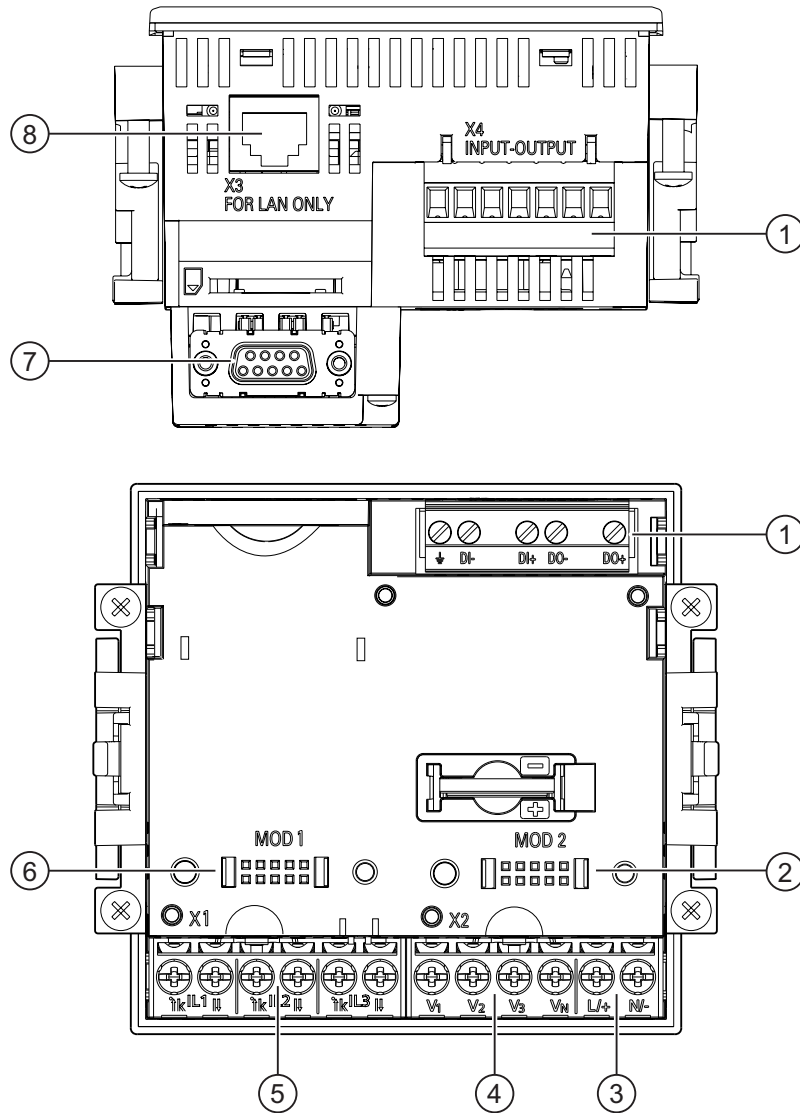 8
X3
FOR LAN ONLY
X4
INPUT-OUTPUT
1
7
DI-
DI+
DO-
DO+
1
MOD 1
MOD 2
6
2
X1
X2
IL1
IL2
IL3
V1
V2
V3
VN
L/+
N/-
5
4
3